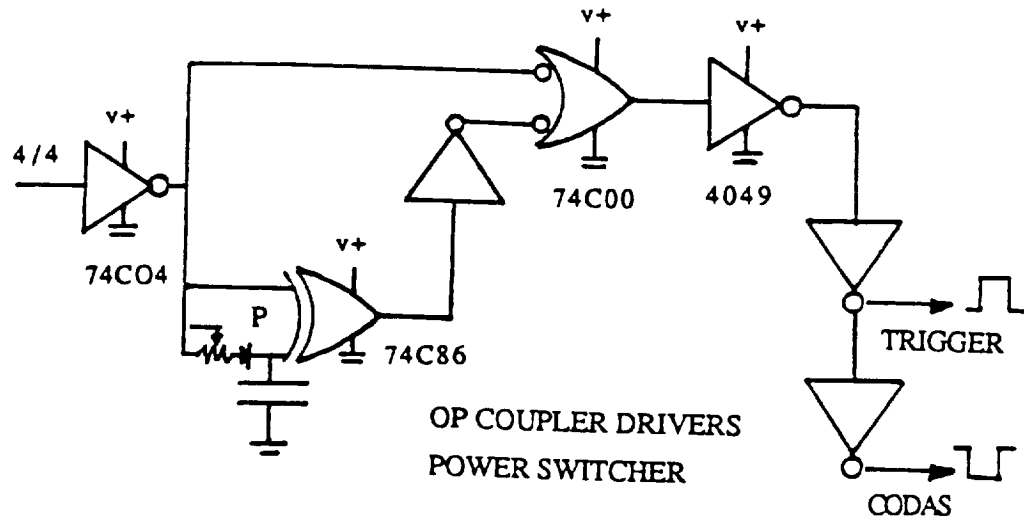 v+
v+
v+
4/4
74C00
4049
74CO4
v+
P
74C86
TRIGGER
OP COUPLER DRIVERS
POWER SWITCHER
CODAS